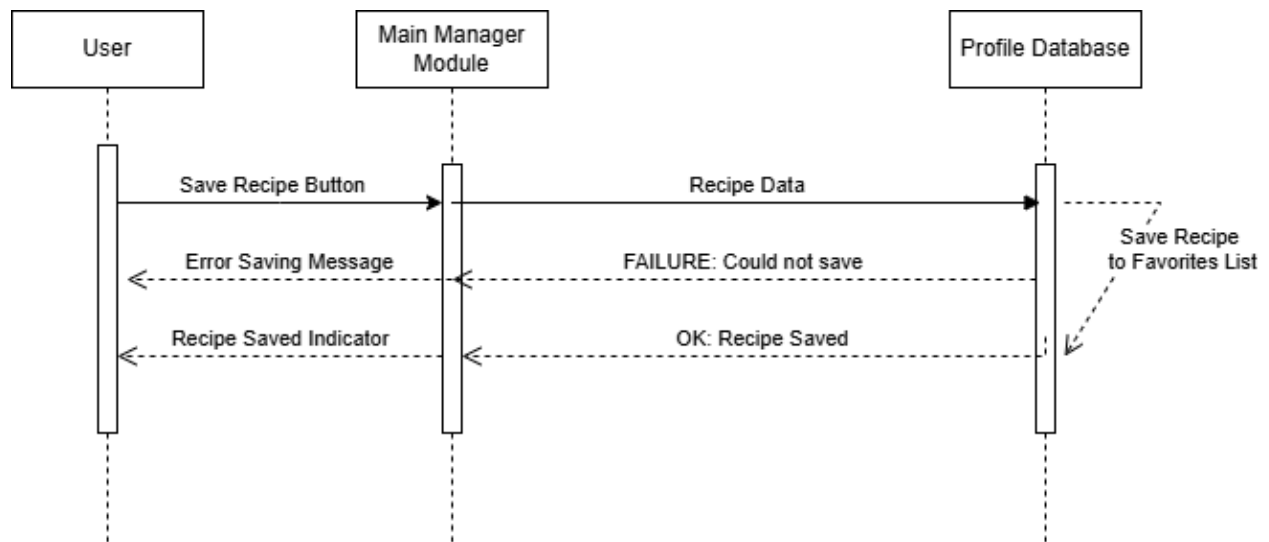 User
Main Manager
Module
Profile Database
Save Recipe Button
Recipe Data
Save Recipe
to Favorites List
Error Saving Message
FAILURE: Could not save
Recipe Saved Indicator
OK: Recipe Saved